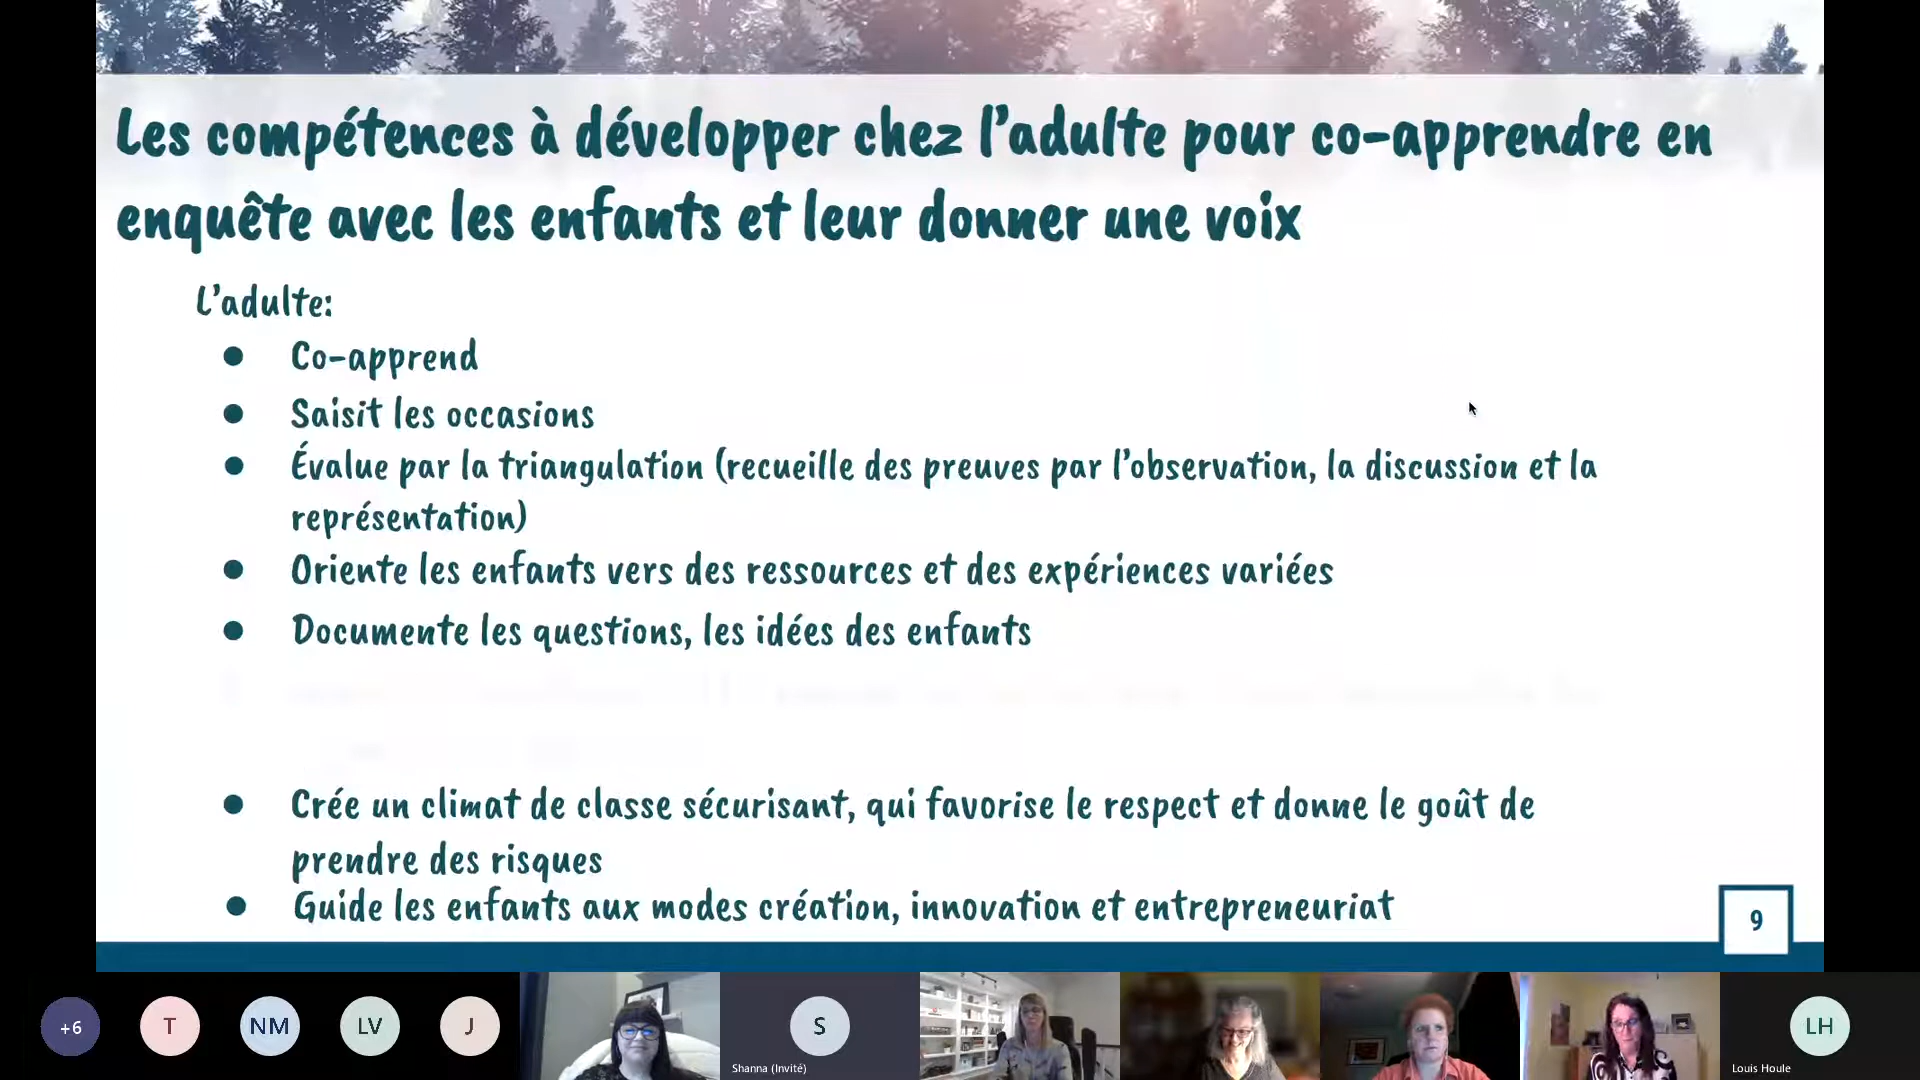 Les compétences à développer chez l'adulte pour co-apprendre en
enquête avec les enfants et leur donner une voix
L'adulte:
● Co-apprend
● Saisit les occasions
● Évalue par la triangulation (recueille des preuves par l'observation, la discussion et la
représentation)
● Oriente les enfants vers des ressources et des expériences variées
● Documente les questions, les idées des enfants
● Crée un climat de classe sécurisant, qui favorise le respect et donne le goût de
prendre des risques
● Guide les enfants aux modes création, innovation et entrepreneuriat
9
+6
T
NM
LV
J
S
Shanna (Invité)
LH
Louis Houle